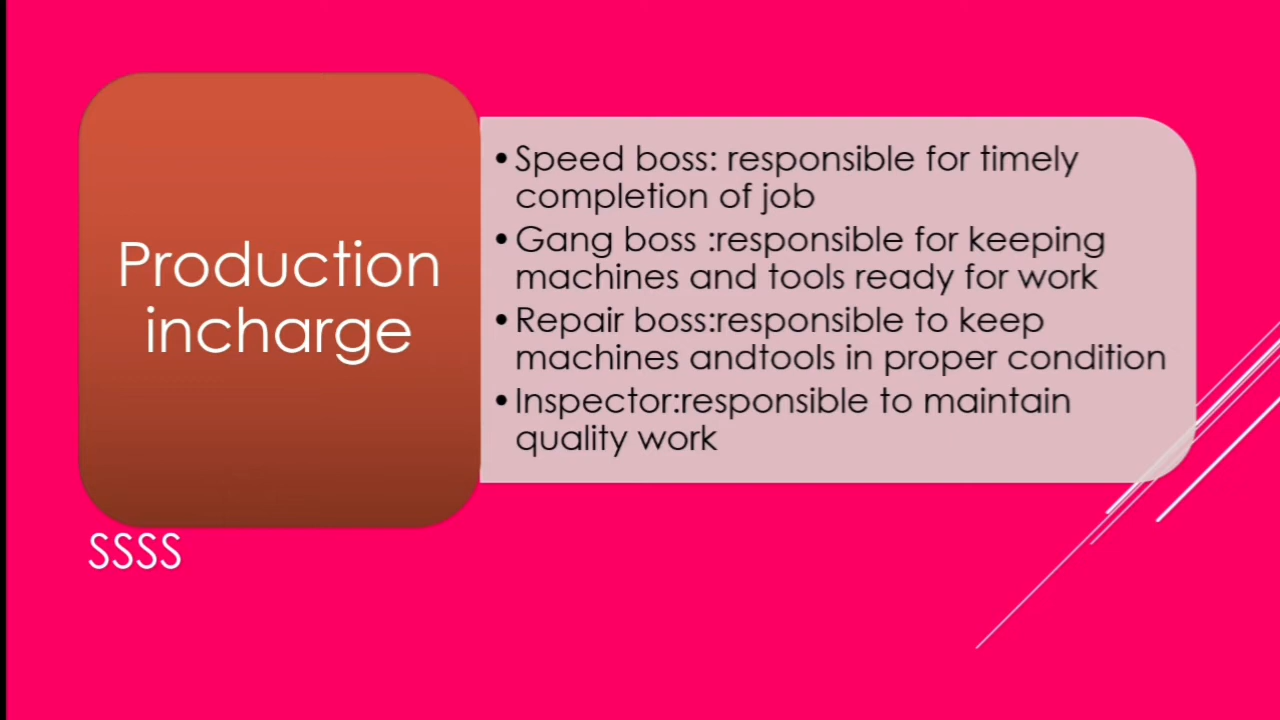 Production
incharge
•Speed boss: responsible for timely
completion of job
•Gang boss :responsible for keeping
machines and tools ready for work
•Repair boss:responsible to keep
machines andtools in proper condition
•Inspector:responsible to maintain
quality work
SSSS